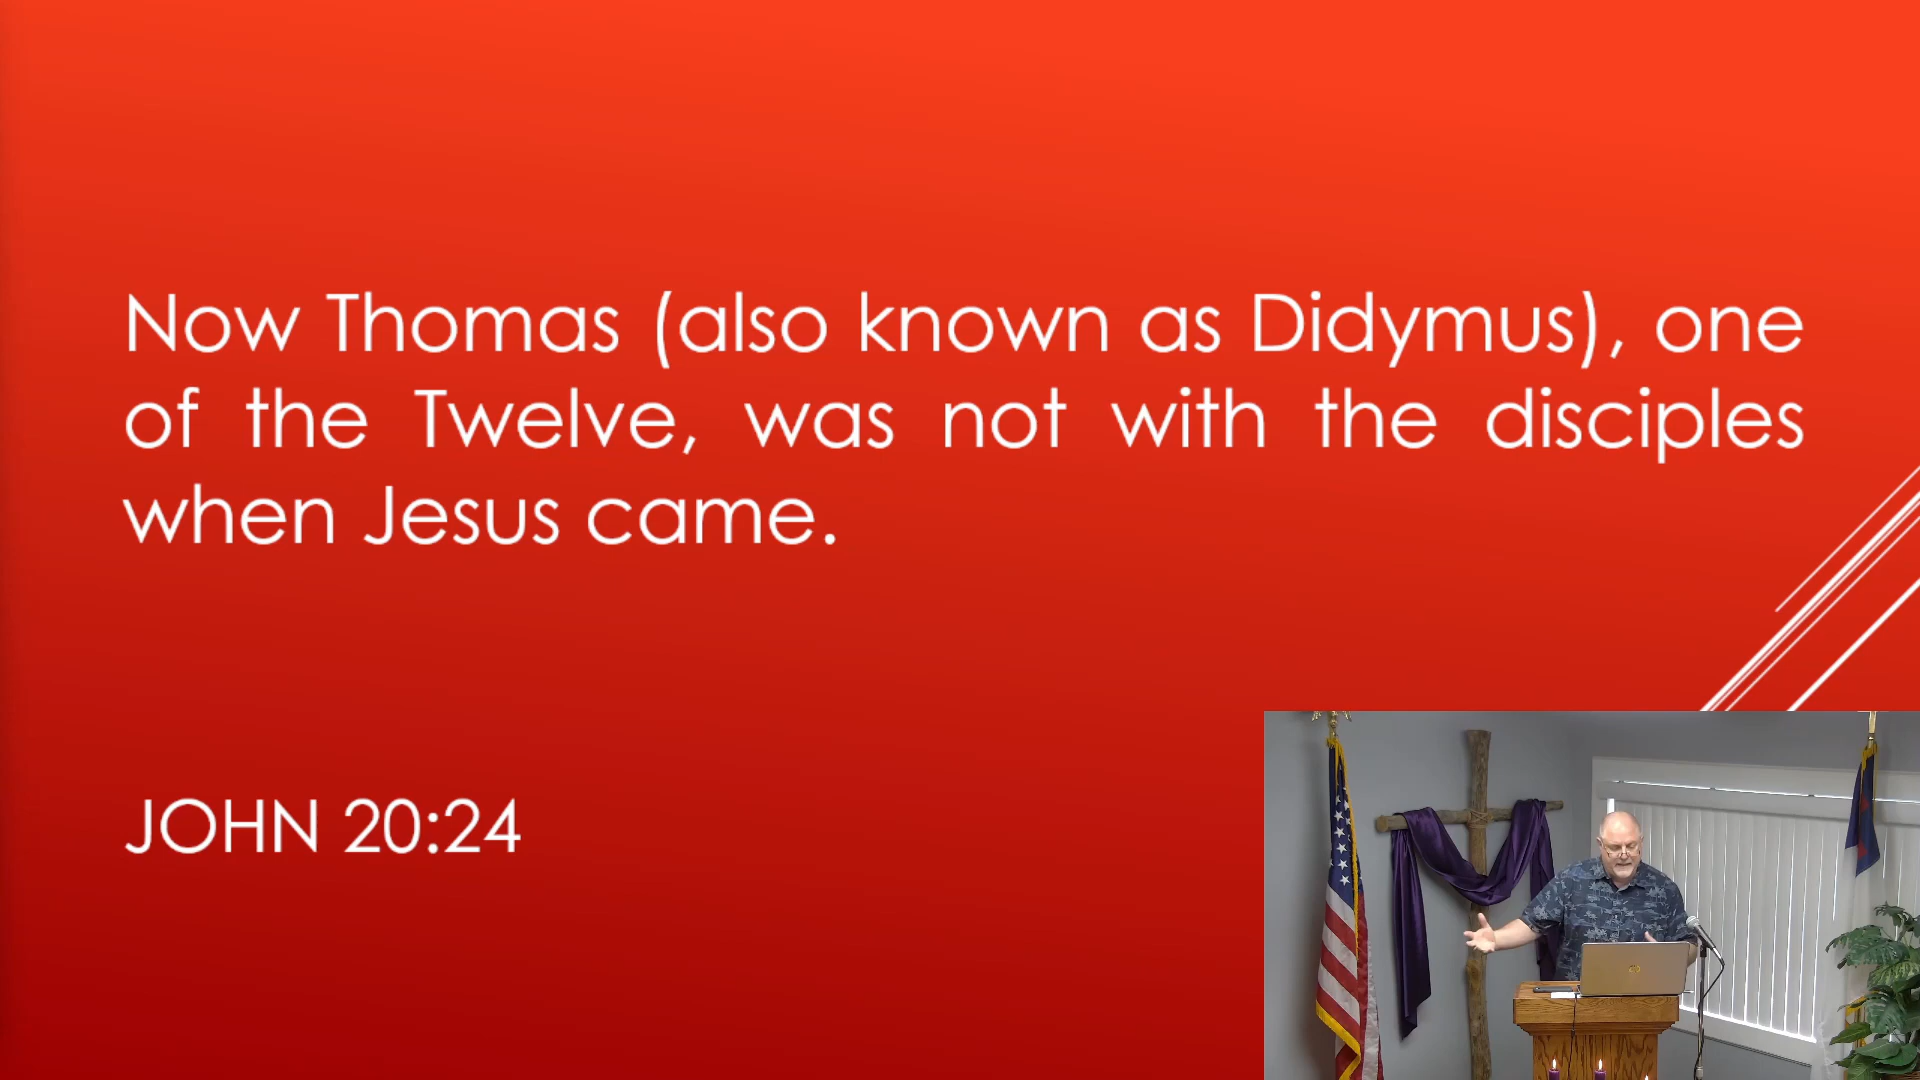 Now Thomas (also known as Didymus), one
of the Twelve, was not with the disciples
when Jesus came.
JOHN 20:24